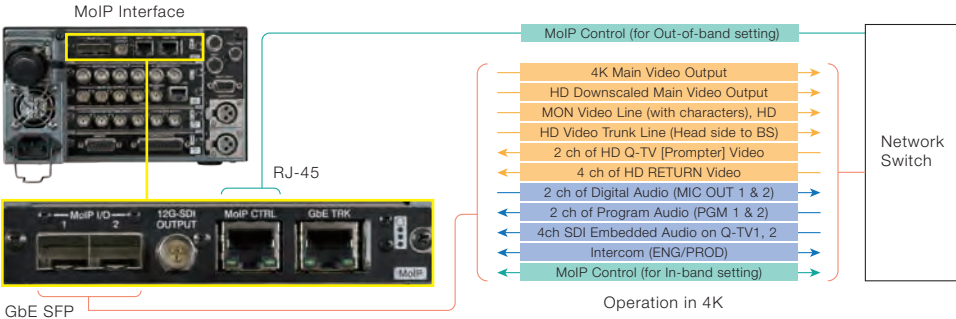 MoIP Interface
MoIP Control (for Out-of-band setting)
4K Main Video Output
HD Downscaled Main Video Output
MON Video Line (with characters), HD
HD Video Trunk Line (Head side to BS)
2 ch of HD Q-TV [Prompter] Video
4 ch of HD RETURN Video
2 ch of Digital Audio (MIC OUT 1 & 2)
2 ch of Program Audio (PGM 1 & 2)
4ch SDI Embedded Audio on Q-TV1, 2
Intercom (ENG/PROD)
MoIP Control (for In-band setting)
Operation in 4K
Network
Switch
RJ-45
MoIP I/O
1 2
12G-SDI
OUTPUT
MoIP CTRL
GbE TRK
MoIP
GbE SFP